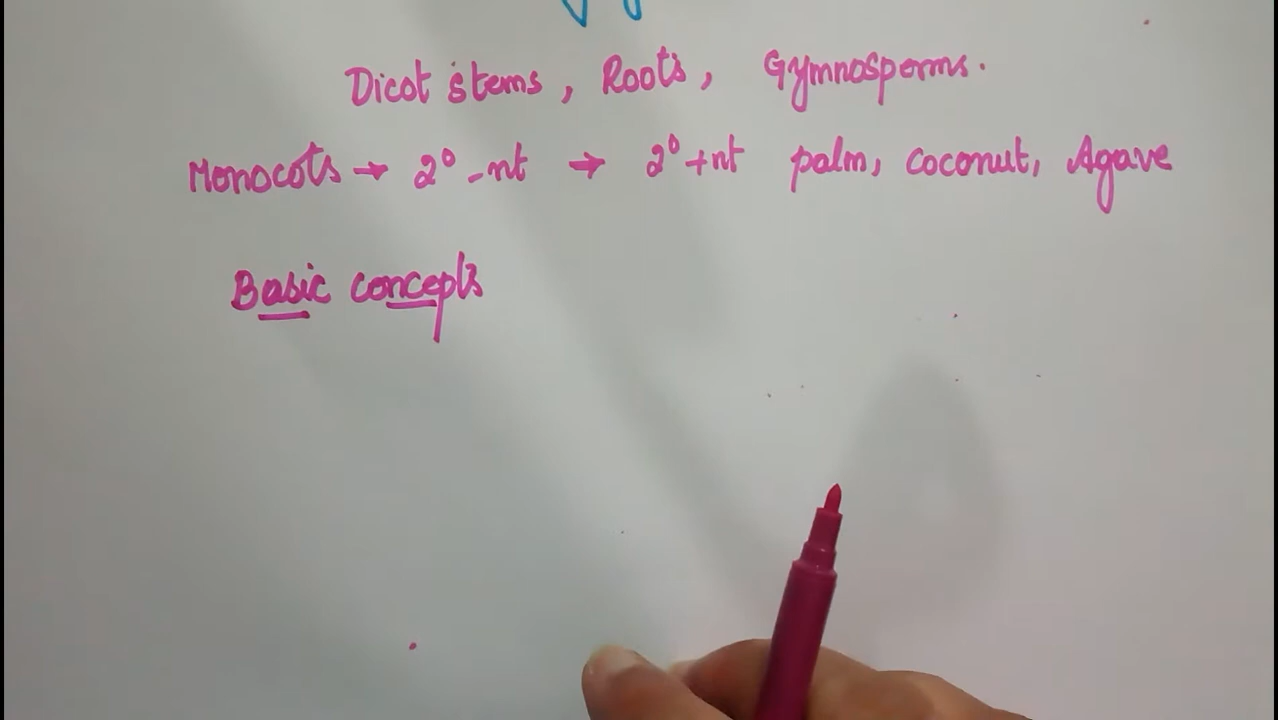 Dicot stems, Roots, Gymnosperms.
Monocots → 2° -nt → 2° +nt palm, Coconut, Agave
Basic concepts